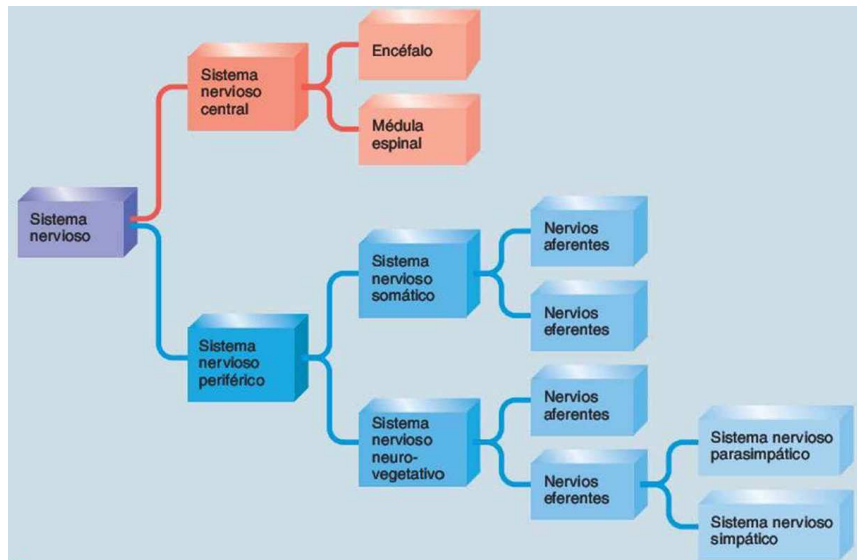 Encéfalo
Sistema
nervioso
central
Médula
espinal
Sistema
nervioso
Nervios
aferentes
Sistema
nervioso
somático
Nervios
eferentes
Sistema
nervioso
periférico
Nervios
aferentes
Sistema
nervioso
neuro-
vegetativo
Sistema nervioso
parasimpático
Nervios
eferentes
Sistema nervioso
simpático